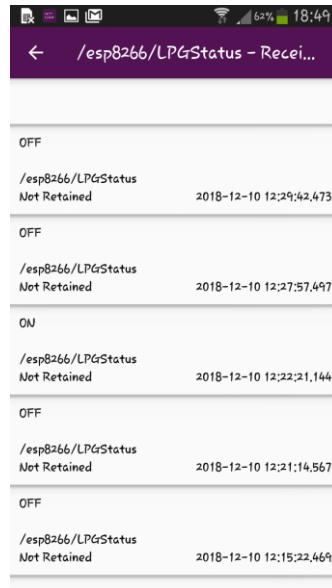 62% 18:49
/esp8266/LPGStatus - Recei...
OFF
/esp8266/LPGStatus
Not Retained 2018-12-10 12:29:42.473
OFF
/esp8266/LPGStatus
Not Retained 2018-12-10 12:27:57.497
ON
/esp8266/LPGStatus
Not Retained 2018-12-10 12:22:21.144
OFF
/esp8266/LPGStatus
Not Retained 2018-12-10 12:21:14.567
OFF
/esp8266/LPGStatus
Not Retained 2018-12-10 12:15:22.469